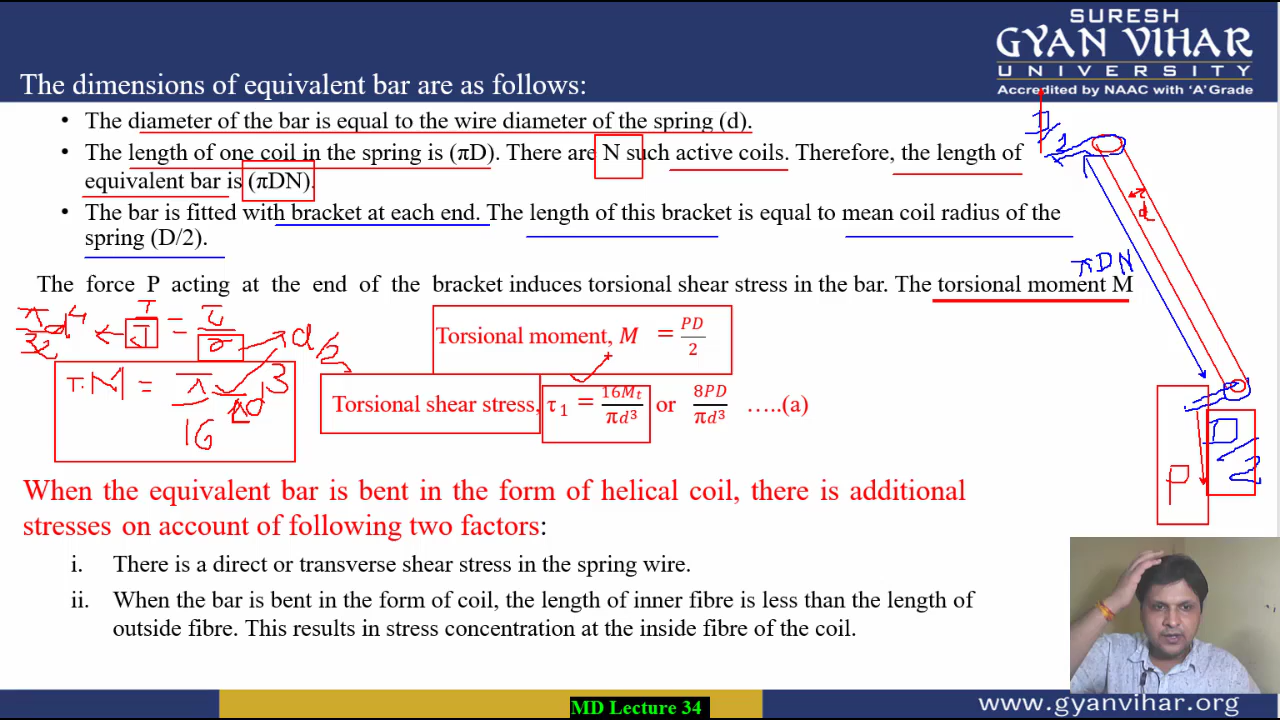 SURESH
GYAN VIHAR
UNIVERSITY
Accredited by NAAC with 'A' Grade
The dimensions of equivalent bar are as follows:
• The diameter of the bar is equal to the wire diameter of the spring (d).
• The length of one coil in the spring is (πD). There are N such active coils. Therefore, the length of
equivalent bar is (πDN).
• The bar is fitted with bracket at each end. The length of this bracket is equal to mean coil radius of the
spring (D/2).
D/2
d
πDN
D/2
P
The force P acting at the end of the bracket induces torsional shear stress in the bar. The torsional moment M
π/32 d⁴ ← T/J = τ/r → d/2
T.M = π/16 τd³
Torsional moment, M = PD/2
Torsional shear stress, τ₁ = 16Mₜ/πd³ or 8PD/πd³ .....(a)
When the equivalent bar is bent in the form of helical coil, there is additional
stresses on account of following two factors:
i. There is a direct or transverse shear stress in the spring wire.
ii. When the bar is bent in the form of coil, the length of inner fibre is less than the length of
outside fibre. This results in stress concentration at the inside fibre of the coil.
MD Lecture 34
www.gyanvihar.org